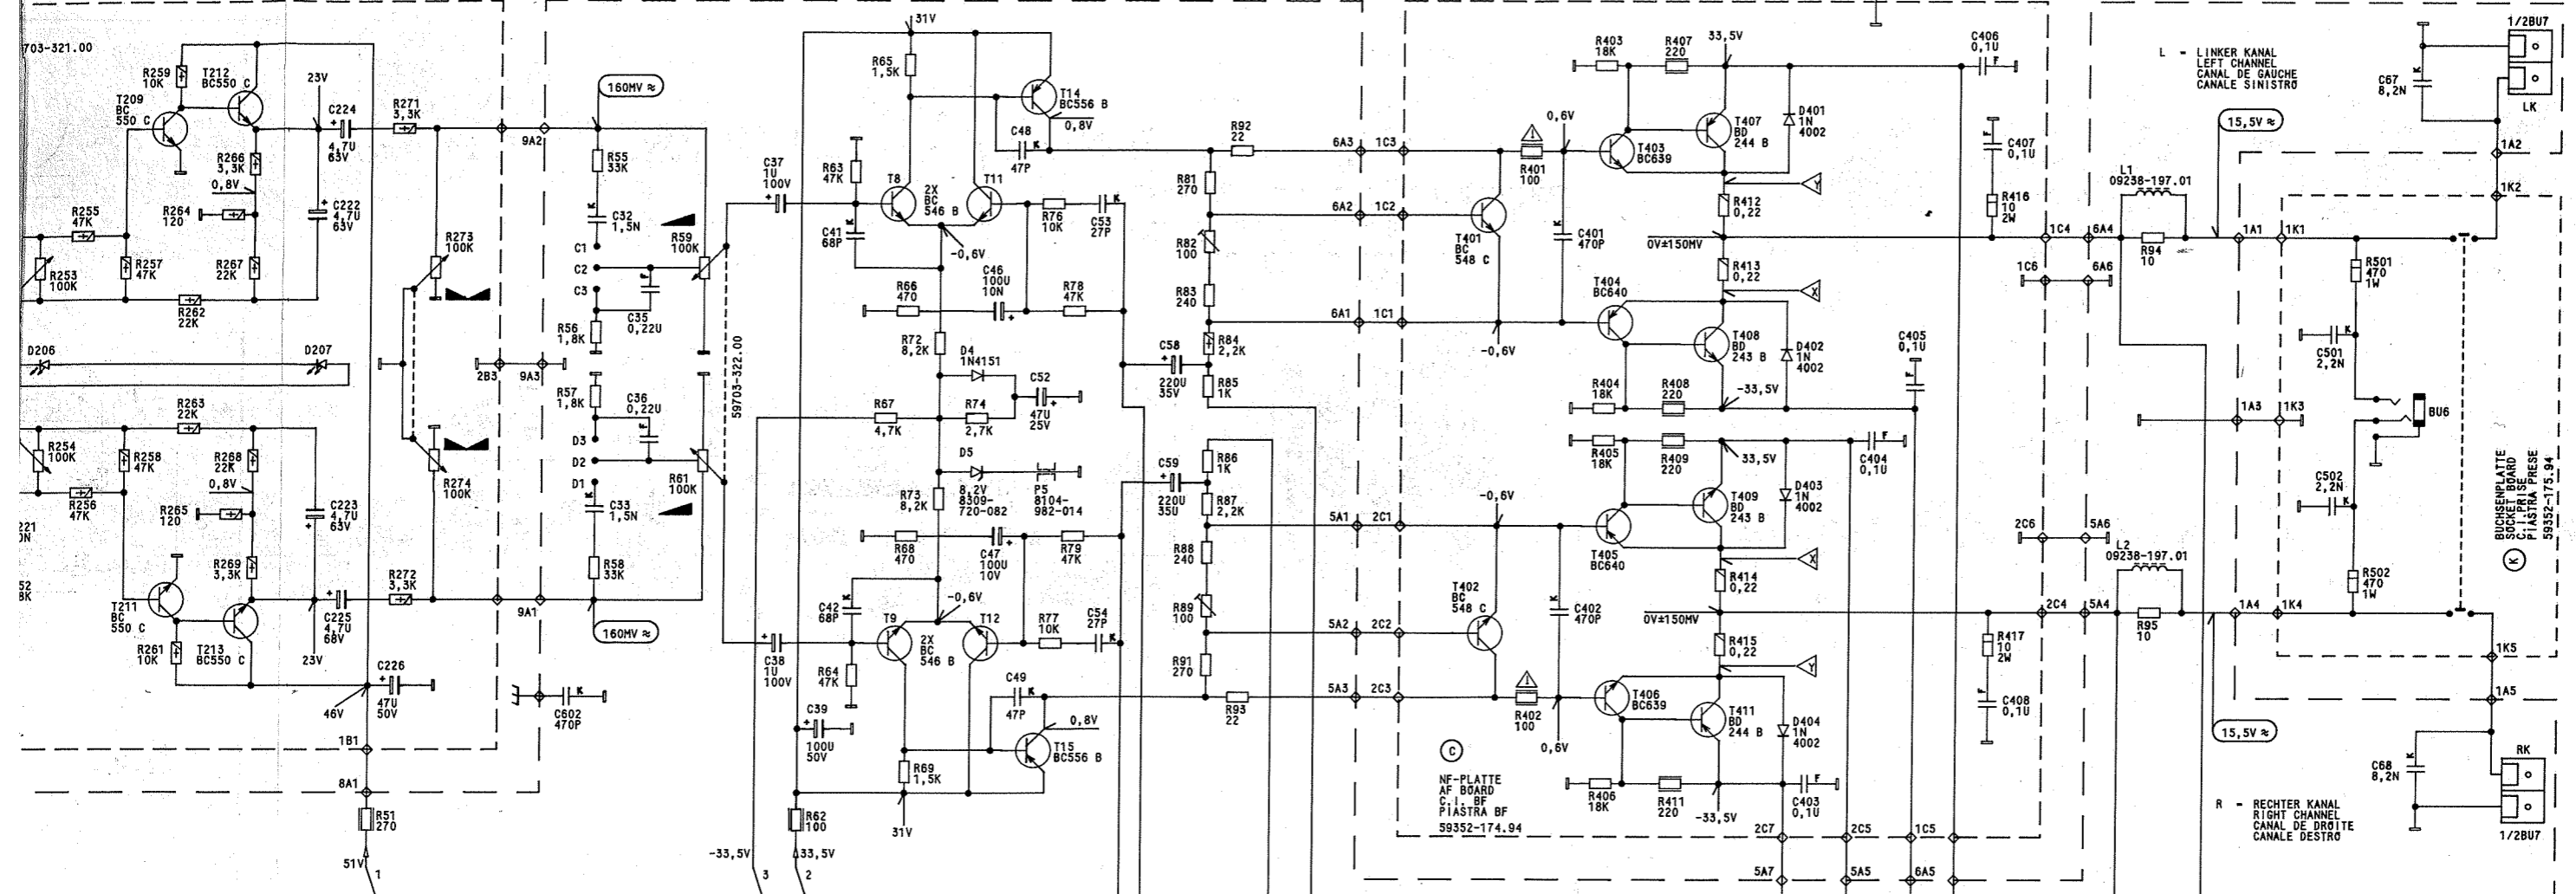 703-321.00
R259
10K
T212
BC550 C
T209
BC
550 C
23V
C224
4,7U
63V
R271
3,3K
R266
3,3K
0,8V
R264
120
C222
4,7U
63V
R255
47K
R257
47K
R267
22K
R253
100K
R262
22K
R273
100K
D206
D207
R263
22K
R254
100K
R258
47K
R268
22K
0,8V
R256
47K
R265
120
C223
4,7U
63V
R274
100K
R269
3,3K
R272
3,3K
T211
BC
550 C
C225
4,7U
68V
R261
10K
T213
BC550 C
23V
C226
47U
50V
46V
1B1
8A1
R51
270
51V
1
2B3
9A3
9A2
9A1
160MV ≈
R55
33K
C32
1,5N
C1
C2
C3
R59
100K
C35
0,22U
R56
1,8K
R57
1,8K
C36
0,22U
D3
D2
D1
R61
100K
C33
1,5N
R58
33K
160MV ≈
C602
470P
59703-322.00
31V
R65
1,5K
T14
BC556 B
0,8V
C48
47P
C37
1U
100V
R63
47K
T8
2X
BC
546 B
T11
C41
68P
-0,6V
R76
10K
C53
27P
R66
470
C46
100U
10N
R78
47K
R72
8,2K
D4
1N4151
C52
47U
25V
R67
4,7K
R74
2,7K
D5
8,2V
8309-
720-082
P5
8104-
982-014
R73
8,2K
R68
470
C47
100U
10V
R79
47K
C42
68P
-0,6V
T9
2X
BC
546 B
T12
R77
10K
C54
27P
C38
1U
100V
R64
47K
C49
47P
0,8V
C39
100U
50V
T15
BC556 B
R69
1,5K
31V
R62
100
-33,5V
33,5V
3
2
R92
22
R81
270
R82
100
R83
240
R84
2,2K
C58
220U
35V
R85
1K
C59
220U
35U
R86
1K
R87
2,2K
R88
240
R89
100
R91
270
R93
22
6A3
1C3
6A2
1C2
6A1
1C1
5A1
2C1
5A2
2C2
5A3
2C3
R403
18K
R407
220
33,5V
C406
0,1U
0,6V
R401
100
T403
BC639
T407
BD
244 B
D401
1N
4002
Y
C407
0,1U
R416
10
2W
T401
BC
548 C
C401
470P
R412
0,22
0V±150MV
R413
0,22
X
T404
BC640
-0,6V
T408
BD
243 B
D402
1N
4002
C405
0,1U
R404
18K
R408
220
-33,5V
R405
18K
R409
220
33,5V
C404
0,1U
-0,6V
T405
BC640
T409
BD
243 B
D403
1N
4002
X
T402
BC
548 C
C402
470P
R414
0,22
0V±150MV
R415
0,22
Y
R417
10
2W
R402
100
T406
BC639
0,6V
T411
BD
244 B
D404
1N
4002
C408
0,1U
R406
18K
R411
220
-33,5V
C403
0,1U
C
NF-PLATTE
AF BOARD
C.I. BF
PIASTRA BF
59352-174.94
2C7
2C5
1C5
5A7
5A5
6A5
1C4
6A4
1C6
6A6
2C6
5A6
2C4
5A4
L1
09238-197.01
R94
10
L2
09238-197.01
R95
10
L = LINKER KANAL
LEFT CHANNEL
CANAL DE GAUCHE
CANALE SINISTRO
15,5V ≈
1/2BU7
C67
8,2N
LK
1A2
1K2
1A1
1K1
R501
470
1W
C501
2,2N
1A3
1K3
BU6
C502
2,2N
R502
470
1W
1A4
1K4
BUCHSENPLATTE
SOCKET BOARD
C.I. PRISE
PIASTRA PRESE
59352-175.94
K
1K5
1A5
15,5V ≈
C68
8,2N
RK
1/2BU7
R = RECHTER KANAL
RIGHT CHANNEL
CANAL DE DROITE
CANALE DESTRO